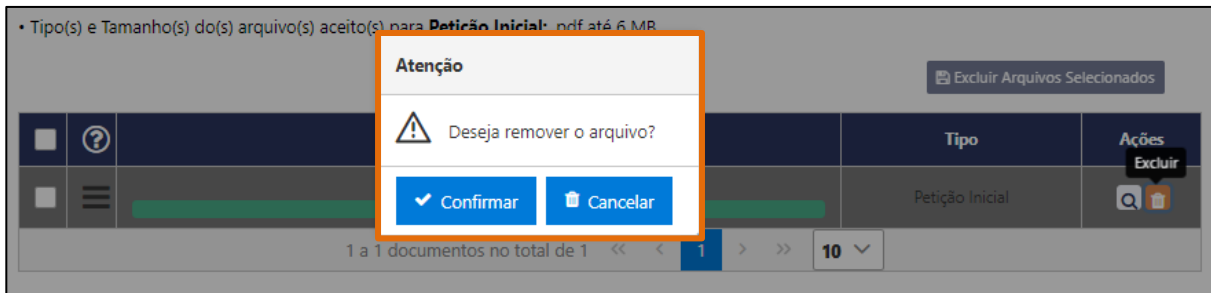 • Tipo(s) e Tamanho(s) do(s) arquivo(s) aceito(s) para Petição Inicial: pdf até 6 MB
Atenção
Excluir Arquivos Selecionados
Deseja remover o arquivo?
Tipo
Ações
Excluir
Confirmar
Cancelar
Petição Inicial
1 a 1 documentos no total de 1 << < 1 > >> 10